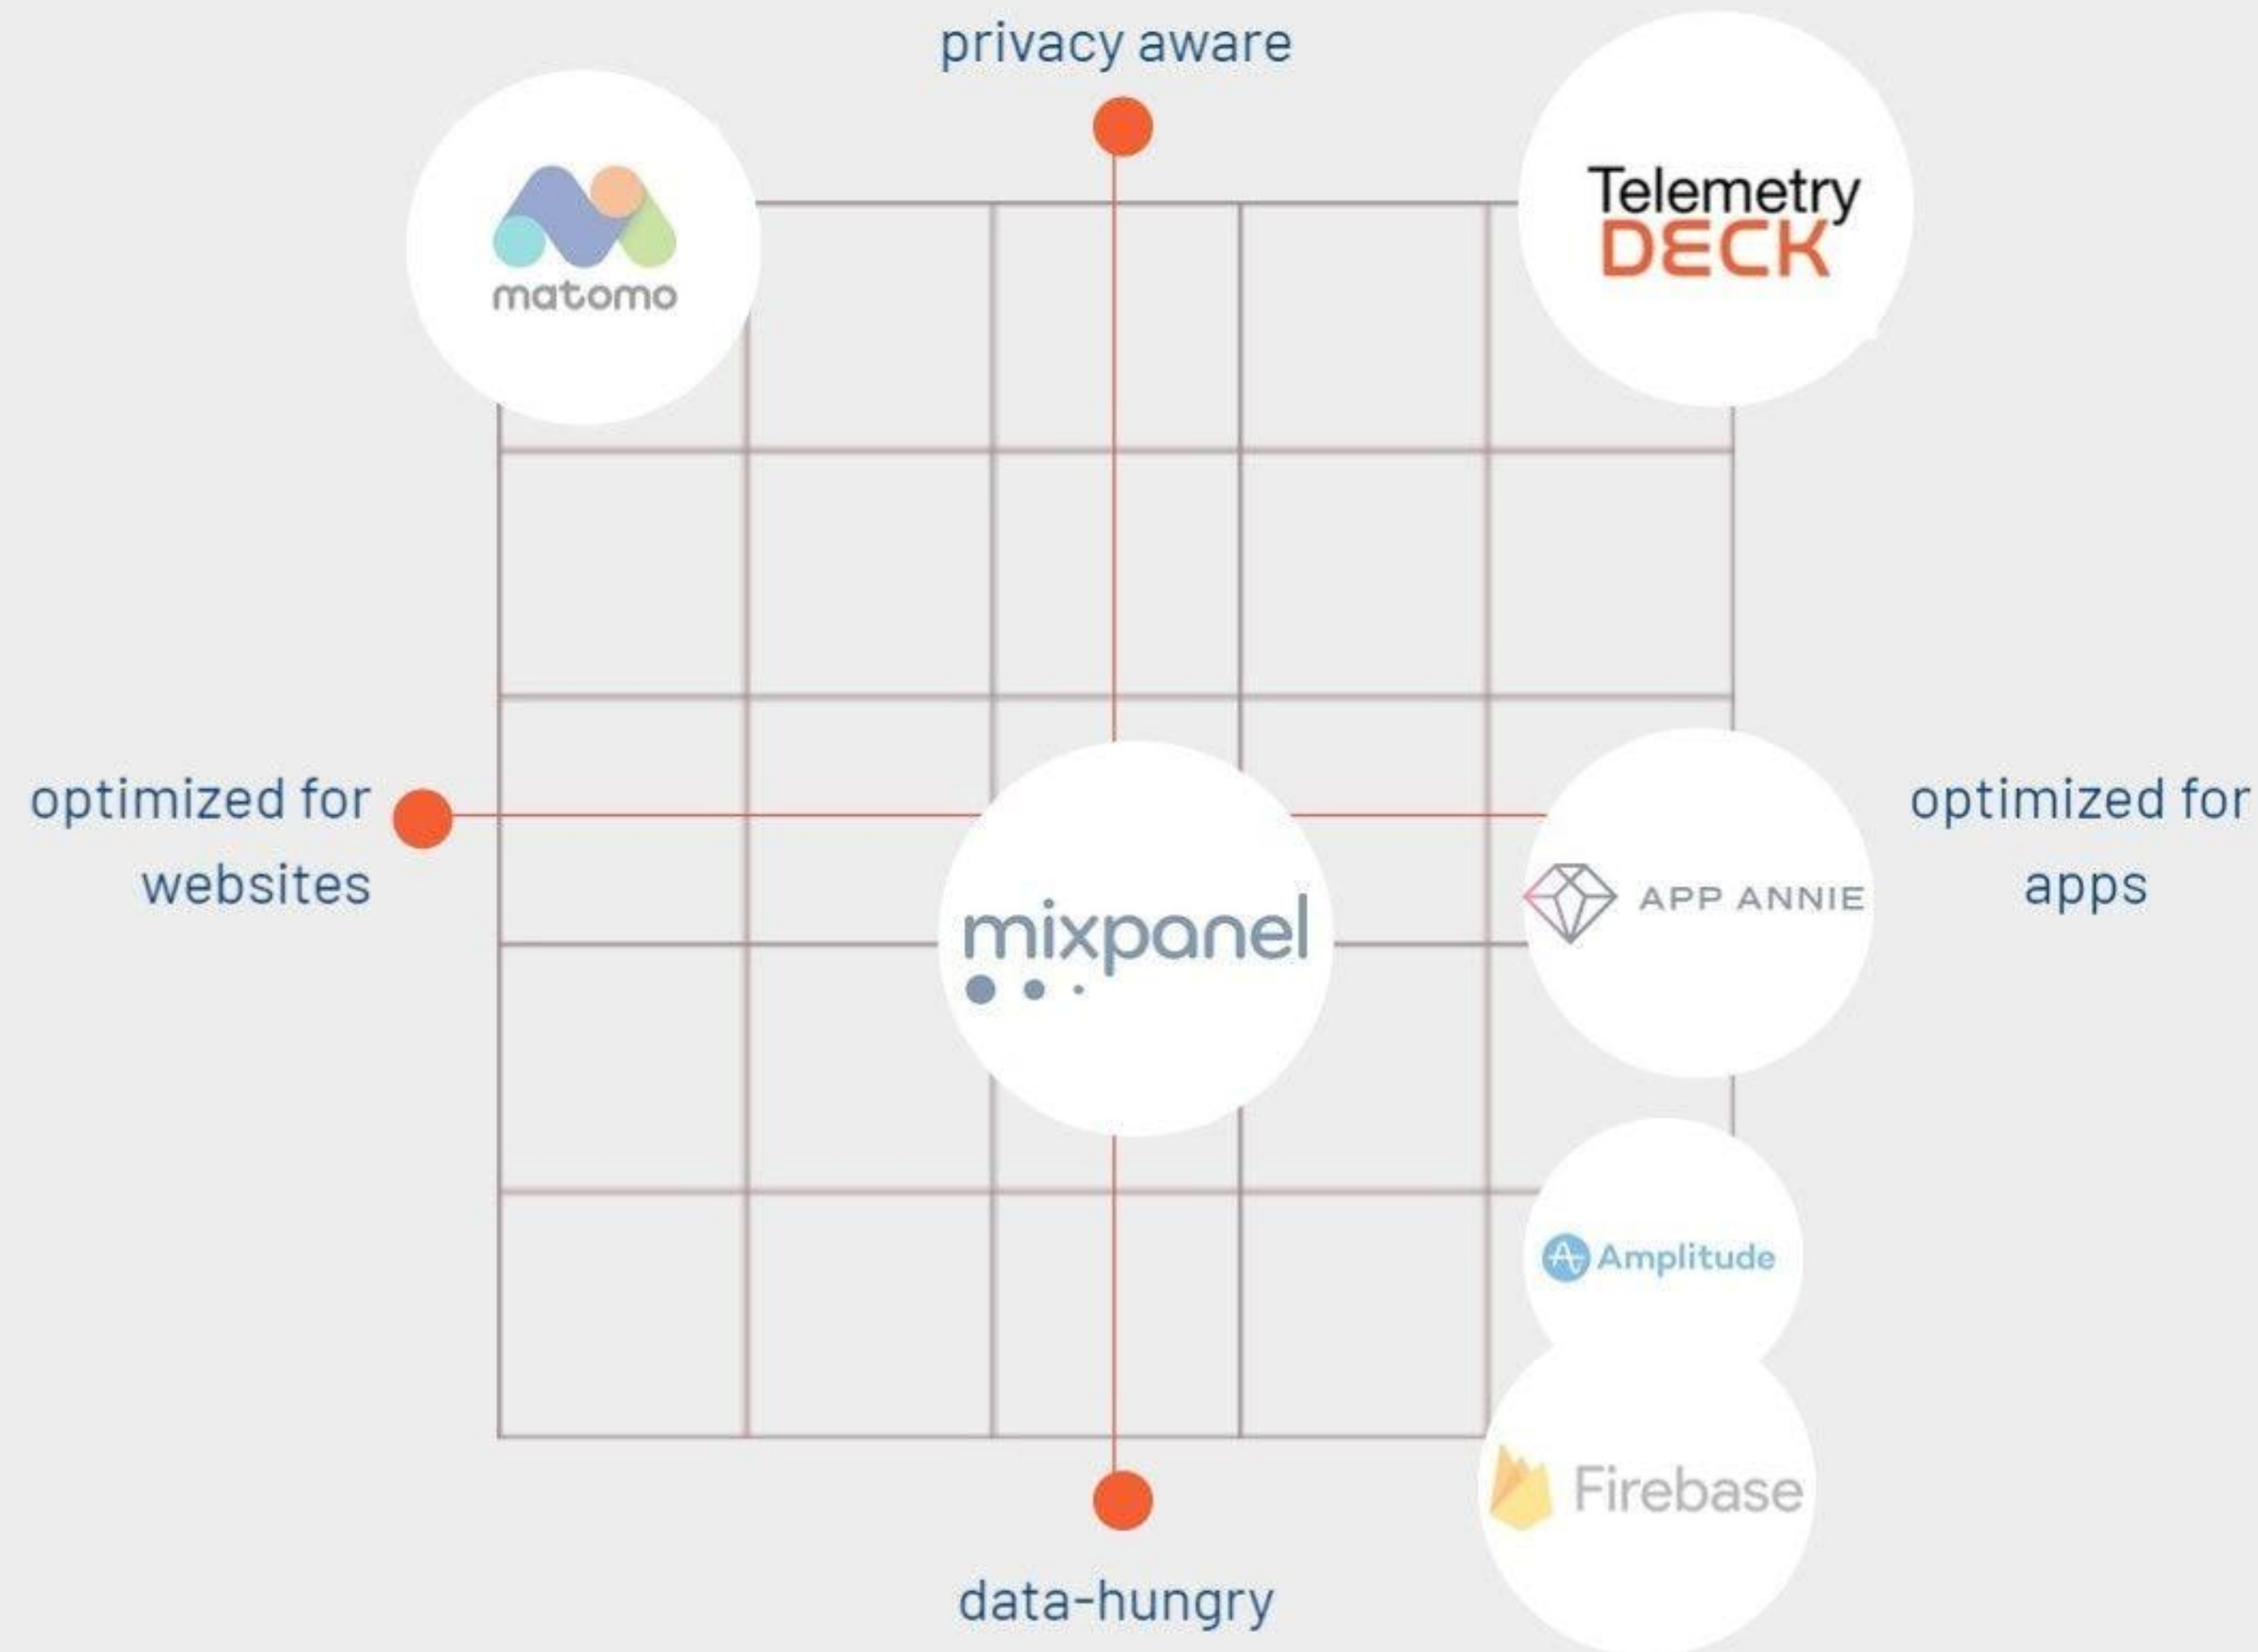 privacy aware
matomo
Telemetry
DECK
optimized for
websites
mixpanel
APP ANNIE
optimized for
apps
Amplitude
Firebase
data-hungry